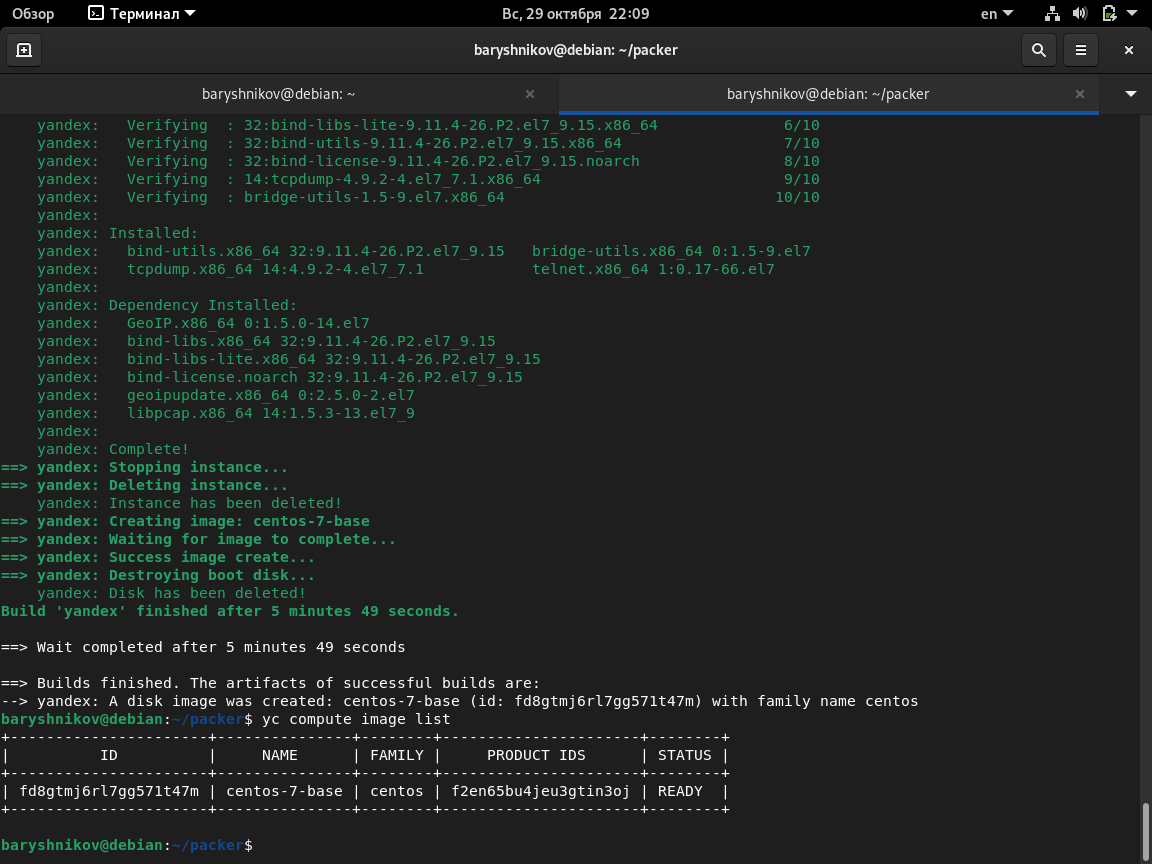 Обзор Терминал Вс, 29 октября 22:09 en
baryshnikov@debian: ~/packer
baryshnikov@debian: ~ baryshnikov@debian: ~/packer
    yandex:   Verifying  : 32:bind-libs-lite-9.11.4-26.P2.el7_9.15.x86_64              6/10
    yandex:   Verifying  : 32:bind-utils-9.11.4-26.P2.el7_9.15.x86_64                  7/10
    yandex:   Verifying  : 32:bind-license-9.11.4-26.P2.el7_9.15.noarch                8/10
    yandex:   Verifying  : 14:tcpdump-4.9.2-4.el7_7.1.x86_64                           9/10
    yandex:   Verifying  : bridge-utils-1.5-9.el7.x86_64                              10/10
    yandex:
    yandex: Installed:
    yandex:   bind-utils.x86_64 32:9.11.4-26.P2.el7_9.15   bridge-utils.x86_64 0:1.5-9.el7
    yandex:   tcpdump.x86_64 14:4.9.2-4.el7_7.1            telnet.x86_64 1:0.17-66.el7
    yandex:
    yandex: Dependency Installed:
    yandex:   GeoIP.x86_64 0:1.5.0-14.el7
    yandex:   bind-libs.x86_64 32:9.11.4-26.P2.el7_9.15
    yandex:   bind-libs-lite.x86_64 32:9.11.4-26.P2.el7_9.15
    yandex:   bind-license.noarch 32:9.11.4-26.P2.el7_9.15
    yandex:   geoipupdate.x86_64 0:2.5.0-2.el7
    yandex:   libpcap.x86_64 14:1.5.3-13.el7_9
    yandex:
    yandex: Complete!
==> yandex: Stopping instance...
==> yandex: Deleting instance...
    yandex: Instance has been deleted!
==> yandex: Creating image: centos-7-base
==> yandex: Waiting for image to complete...
==> yandex: Success image create...
==> yandex: Destroying boot disk...
    yandex: Disk has been deleted!
Build 'yandex' finished after 5 minutes 49 seconds.
==> Wait completed after 5 minutes 49 seconds
==> Builds finished. The artifacts of successful builds are:
--> yandex: A disk image was created: centos-7-base (id: fd8gtmj6rl7gg571t47m) with family name centos
baryshnikov@debian:~/packer$ yc compute image list
+----------------------+---------------+--------+----------------------+--------+
|          ID          |     NAME      | FAMILY |     PRODUCT IDS      | STATUS |
+----------------------+---------------+--------+----------------------+--------+
| fd8gtmj6rl7gg571t47m | centos-7-base | centos | f2en65bu4jeu3gtin3oj | READY  |
+----------------------+---------------+--------+----------------------+--------+
baryshnikov@debian:~/packer$